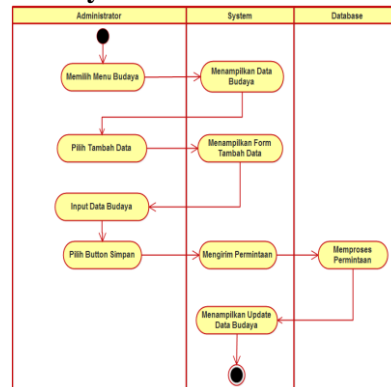 Administrator
System
Database
Memilih Menu Budaya
Menampilkan Data
Budaya
Pilih Tambah Data
Menampilkan Form
Tambah Data
Input Data Budaya
Pilih Button Simpan
Mengirim Permintaan
Memproses
Permintaan
Menampilkan Update
Data Budaya